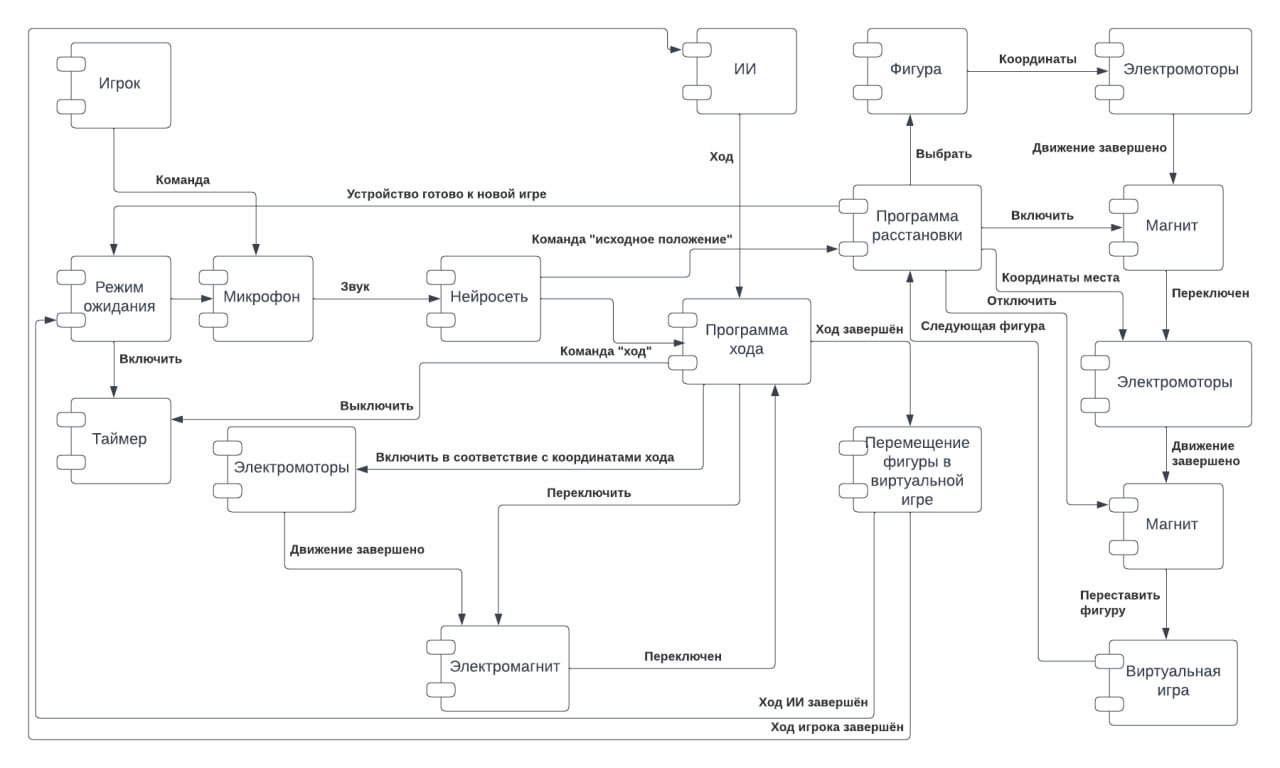 Игрок
ИИ
Фигура
Координаты
Электромоторы
Ход
Выбрать
Движение завершено
Команда
Устройство готово к новой игре
Программа
расстановки
Включить
Магнит
Команда "исходное положение"
Режим
ожидания
Микрофон
Звук
Нейросеть
Координаты места
Переключен
Отключить
Программа
хода
Ход завершён
Следующая фигура
Команда "ход"
Включить
Электромоторы
Выключить
Таймер
Электромоторы
Включить в соответствие с координатами хода
Перемещение
фигуры в
виртуальной
игре
Движение
завершено
Переключить
Магнит
Движение завершено
Переставить
фигуру
Электромагнит
Переключен
Виртуальная
игра
Ход ИИ завершён
Ход игрока завершён